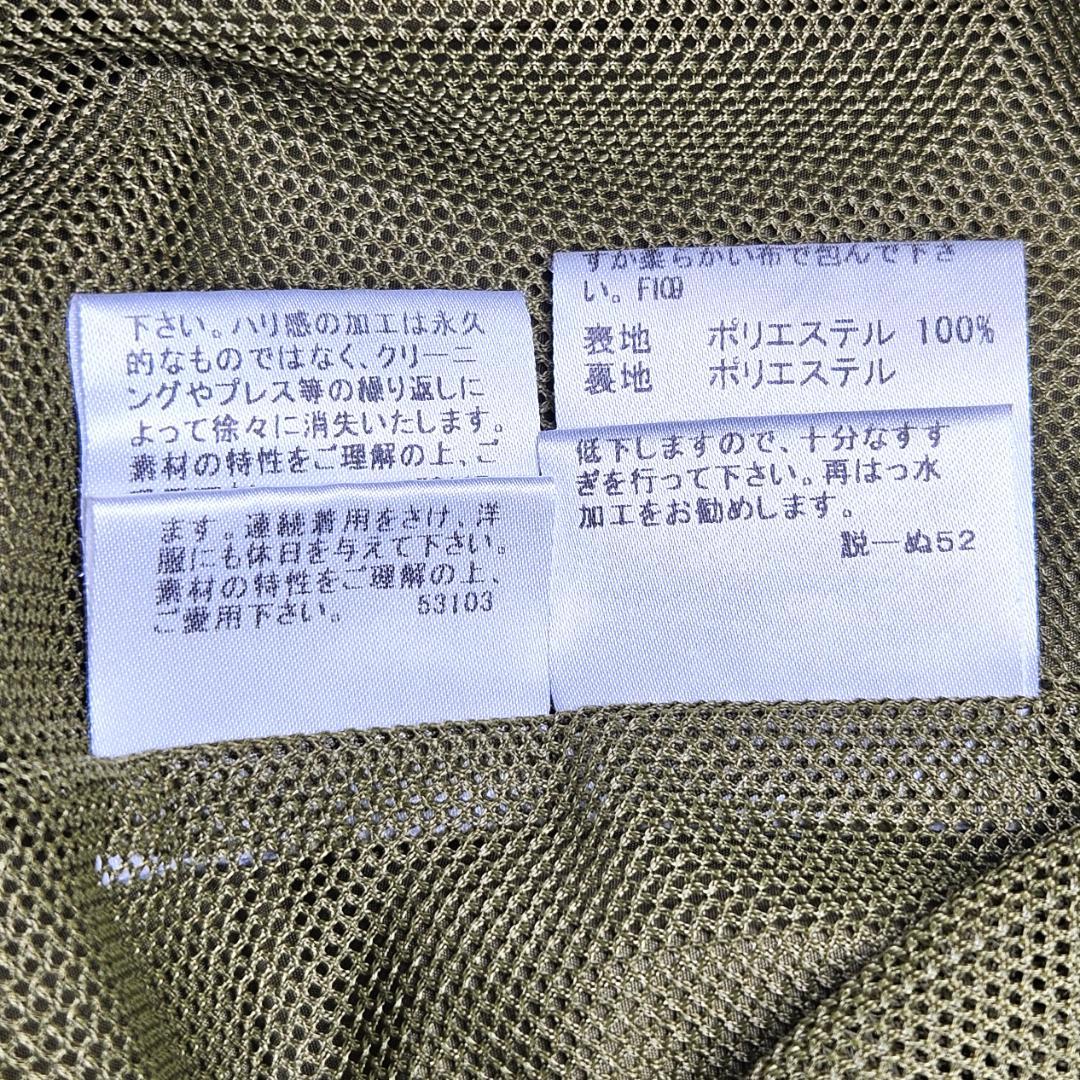 下さい。ハリ感の加工は永久
的なものではなく、クリーニ
ングやプレス等の繰り返しに
よって徐々に消失いたします。
素材の特性をご理解の上、ご
ます。連続着用をさけ、洋
服にも休日を与えて下さい。
素材の特性をご理解の上、
ご愛用下さい。 53103
すか柔らかい布で包んで下さ
い。F109
表地 ポリエステル 100%
裏地 ポリエステル
低下しますので、十分なすす
ぎを行って下さい。再はっ水
加工をお勧めします。
説－ぬ52